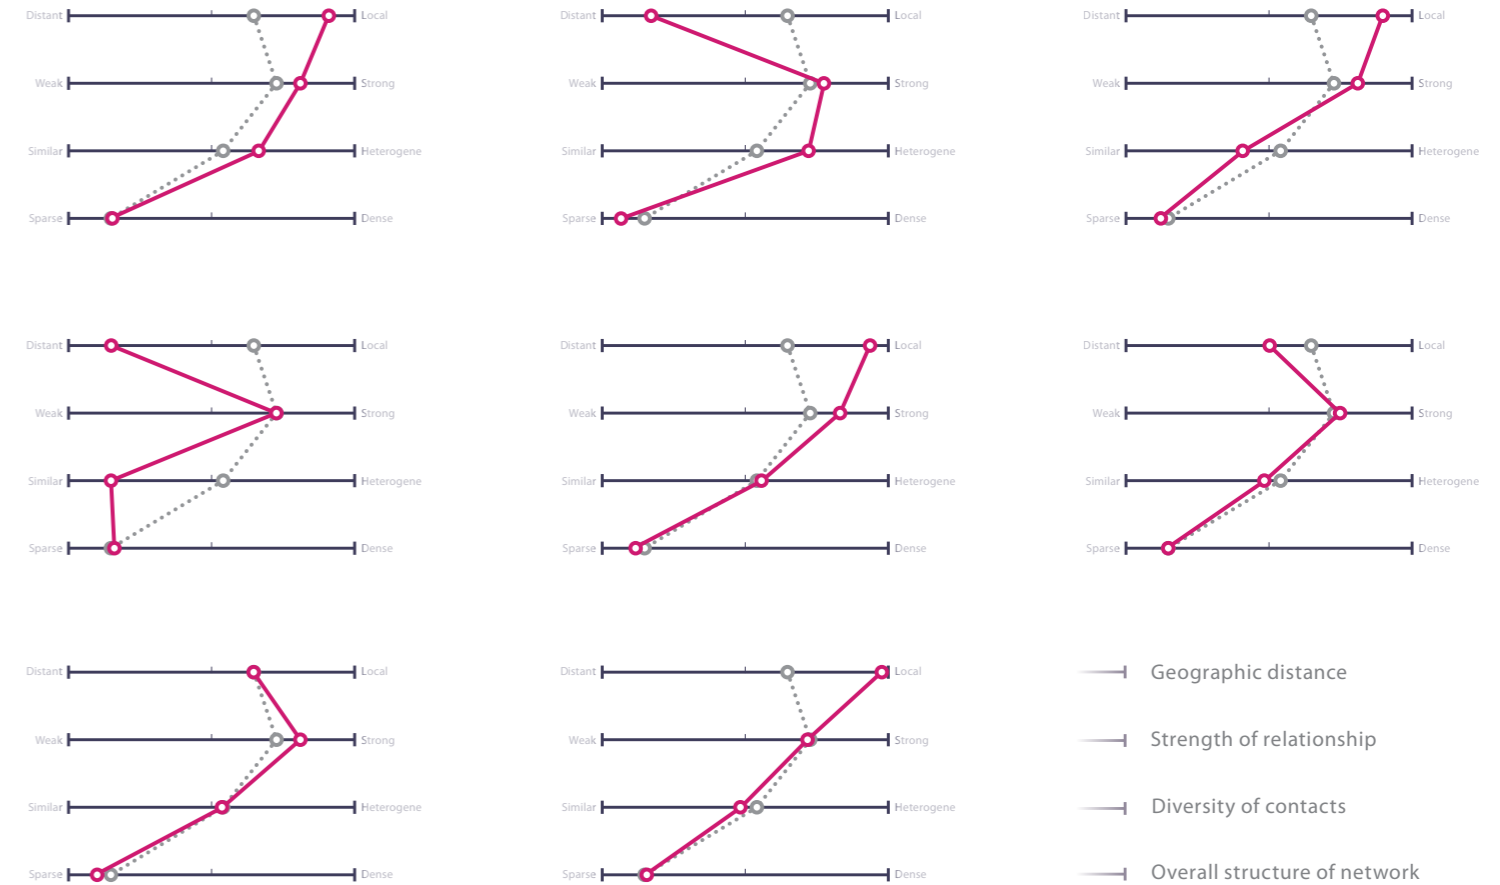 Distant Local Distant Local Distant Local
Weak Strong Weak Strong Weak Strong
Similar Heterogene Similar Heterogene Similar Heterogene
Sparse Dense Sparse Dense Sparse Dense
Distant Local Distant Local Distant Local
Weak Strong Weak Strong Weak Strong
Similar Heterogene Similar Heterogene Similar Heterogene
Sparse Dense Sparse Dense Sparse Dense
Distant Local Distant Local Geographic distance
Weak Strong Weak Strong Strength of relationship
Similar Heterogene Similar Heterogene Diversity of contacts
Sparse Dense Sparse Dense Overall structure of network